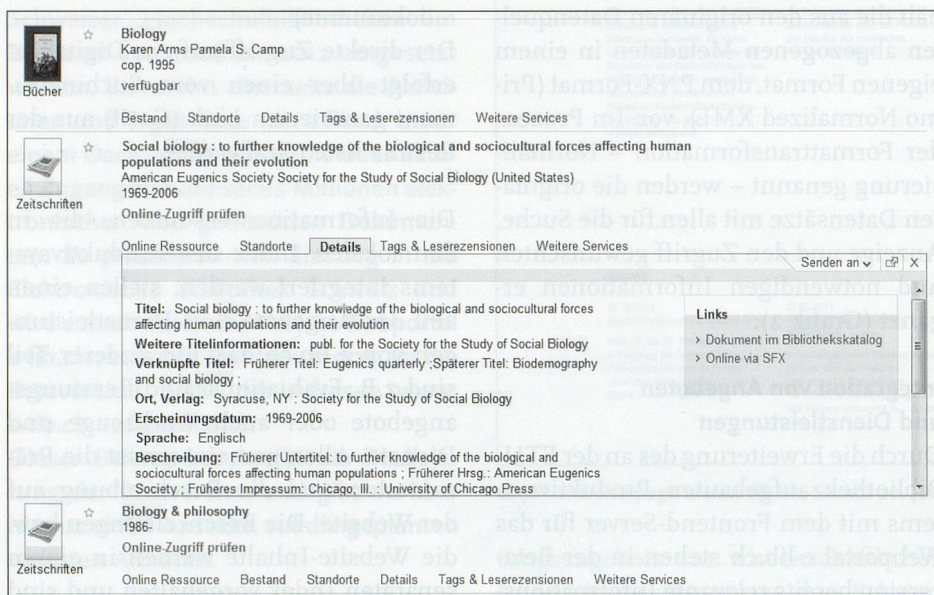 Biology
Karen Arms Pamela S. Camp
cop. 1995
verfügbar
Bücher
Bestand Standorte Details Tags & Leserezensionen Weitere Services
Social biology : to further knowledge of the biological and sociocultural forces affecting human
populations and their evolution
American Eugenics Society Society for the Study of Social Biology (United States)
1969-2006
Zeitschriften
Online-Zugriff prüfen
Online Ressource Standorte Details Tags & Leserezensionen Weitere Services
Senden an
Titel: Social biology : to further knowledge of the biological and sociocultural forces
affecting human populations and their evolution
Weitere Titelinformationen: publ. for the Society for the Study of Social Biology
Verknüpfte Titel: Früherer Titel: Eugenics quarterly ;Späterer Titel: Biodemography
and social biology ;
Ort, Verlag: Syracuse, NY : Society for the Study of Social Biology
Erscheinungsdatum: 1969-2006
Sprache: Englisch
Beschreibung: Früherer Untertitel: to further knowledge of the biological and
sociocultural forces affecting human populations ; Früherer Hrsg.: American Eugenics
Society ; Früheres Impressum: Chicago, Ill. : University of Chicago Press
Links
Dokument im Bibliothekskatalog
Online via SFX
Biology & philosophy
1986-
Online-Zugriff prüfen
Zeitschriften
Online Ressource Bestand Standorte Details Tags & Leserezensionen Weitere Services